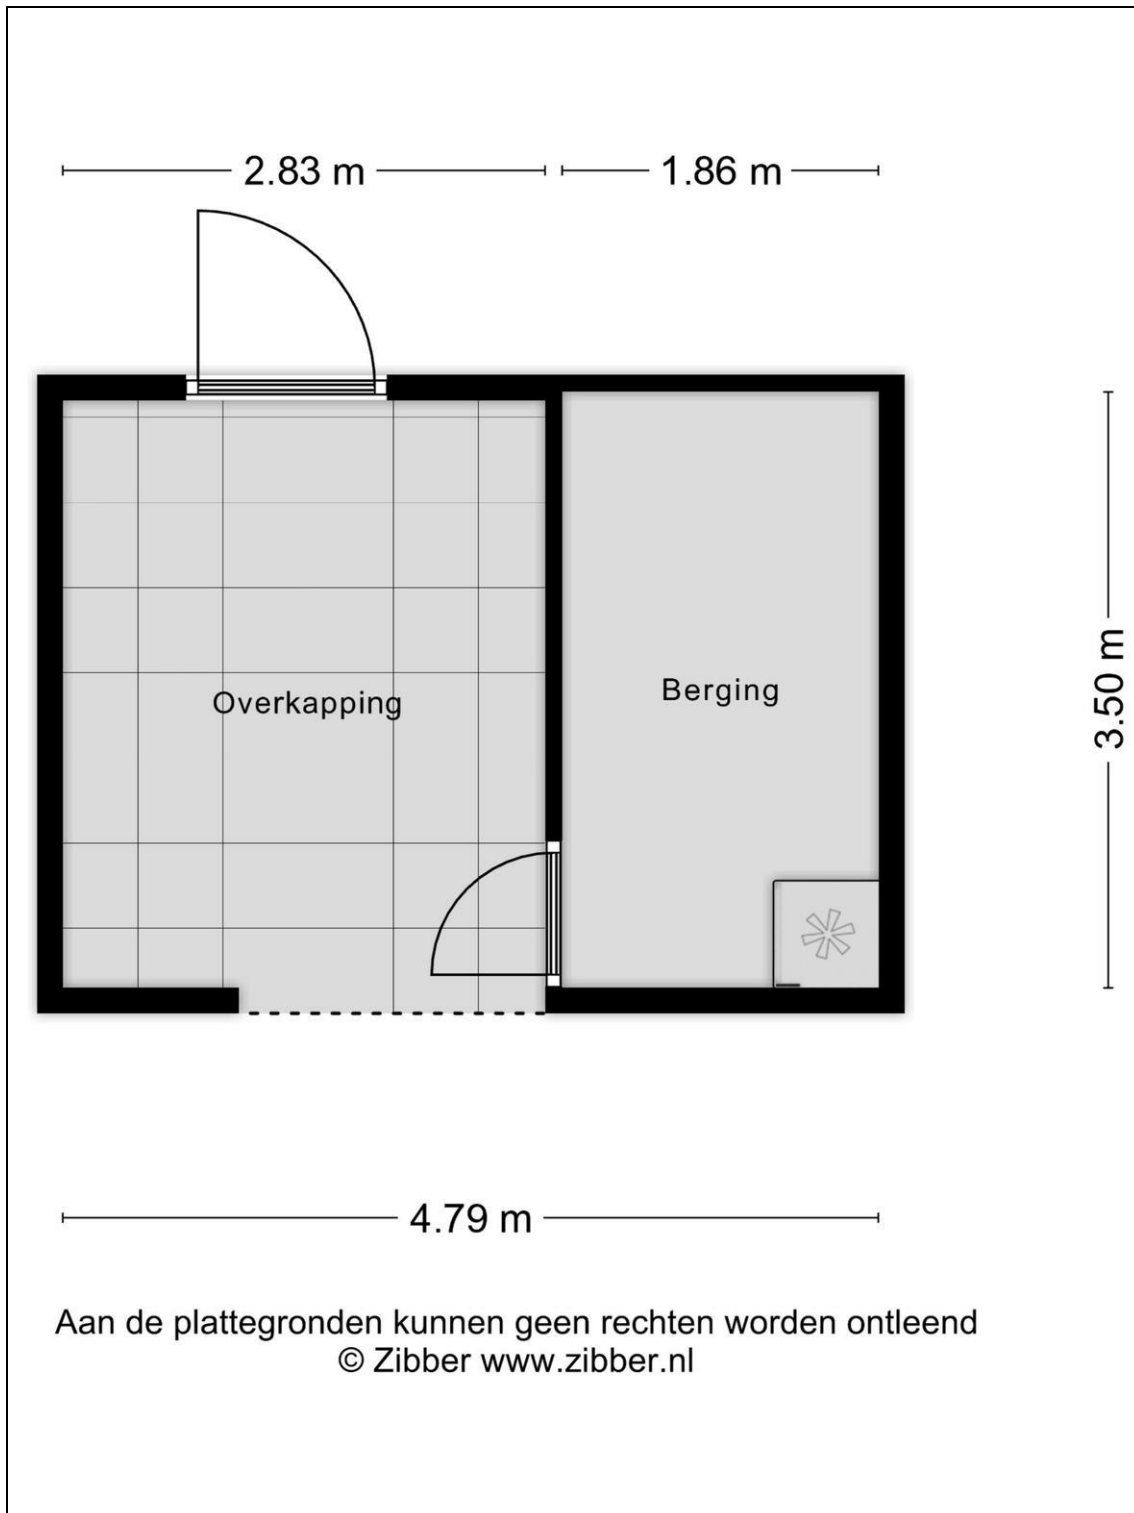 2.83 m 1.86 m
Overkapping
Berging
3.50 m
4.79 m
Aan de plattegronden kunnen geen rechten worden ontleend
© Zibber www.zibber.nl